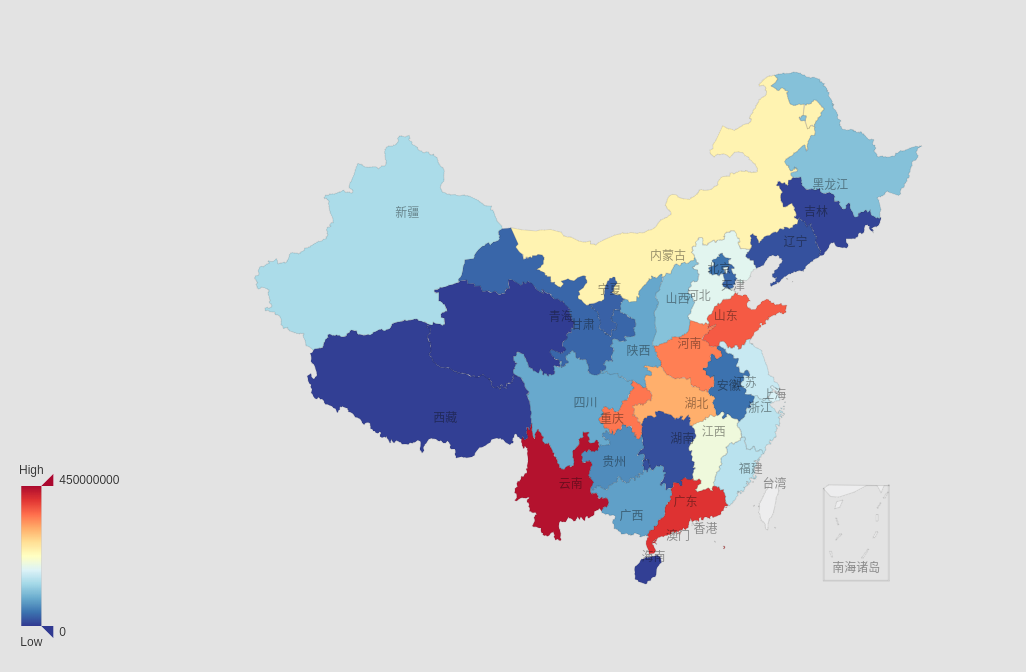 黑龙江
吉林
新疆
辽宁
内蒙古
北京
天津
宁夏
山西
河北
青海
甘肃
山东
陕西
河南
安徽
江苏
上海
四川
湖北
浙江
西藏
重庆
江西
湖南
贵州
福建
High
450000000
云南
台湾
广东
广西
香港
澳门
海南
南海诸岛
0
Low